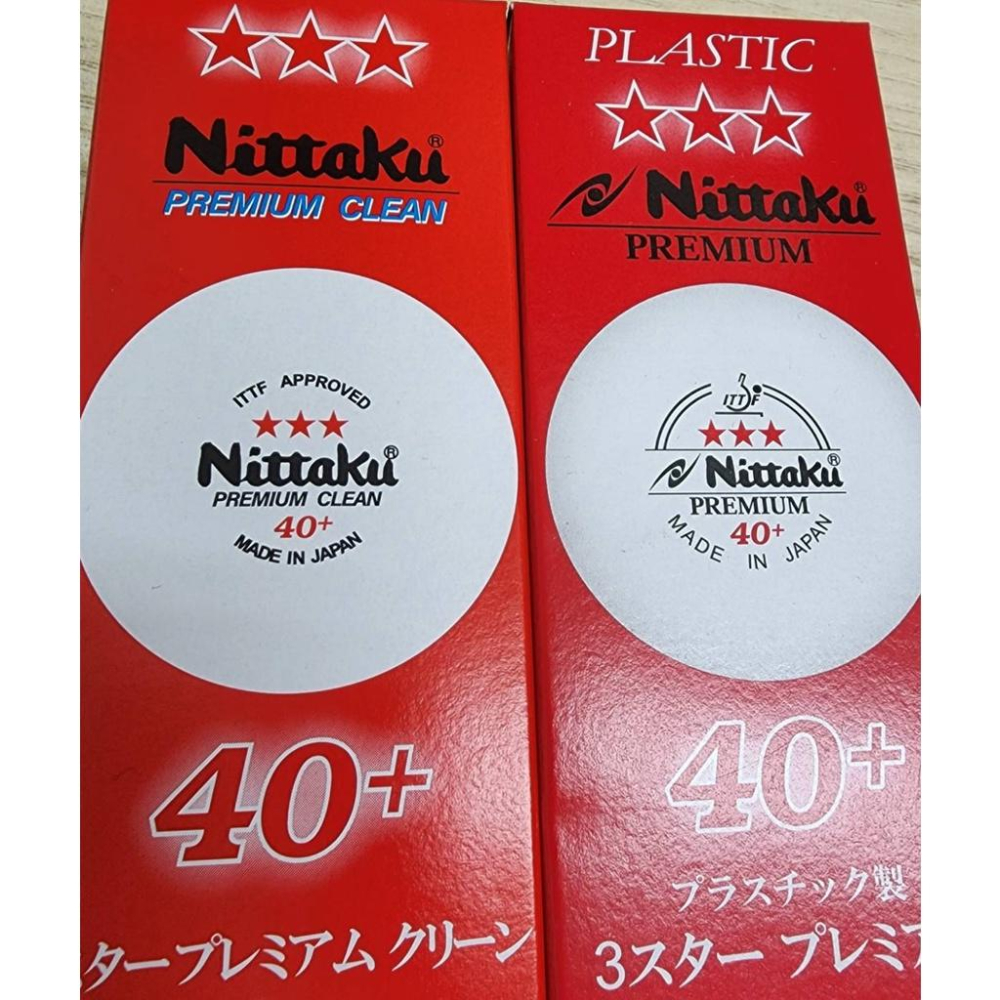 Nittaku®
PREMIUM CLEAN
ITTF APPROVED
Nittaku®
PREMIUM CLEAN
40+
MADE IN JAPAN
40+
スタープレミアム クリーン
PLASTIC
Nittaku®
PREMIUM
ITTF
Nittaku®
PREMIUM
40+
MADE IN JAPAN
40+
プラスチック製
3スター プレミア